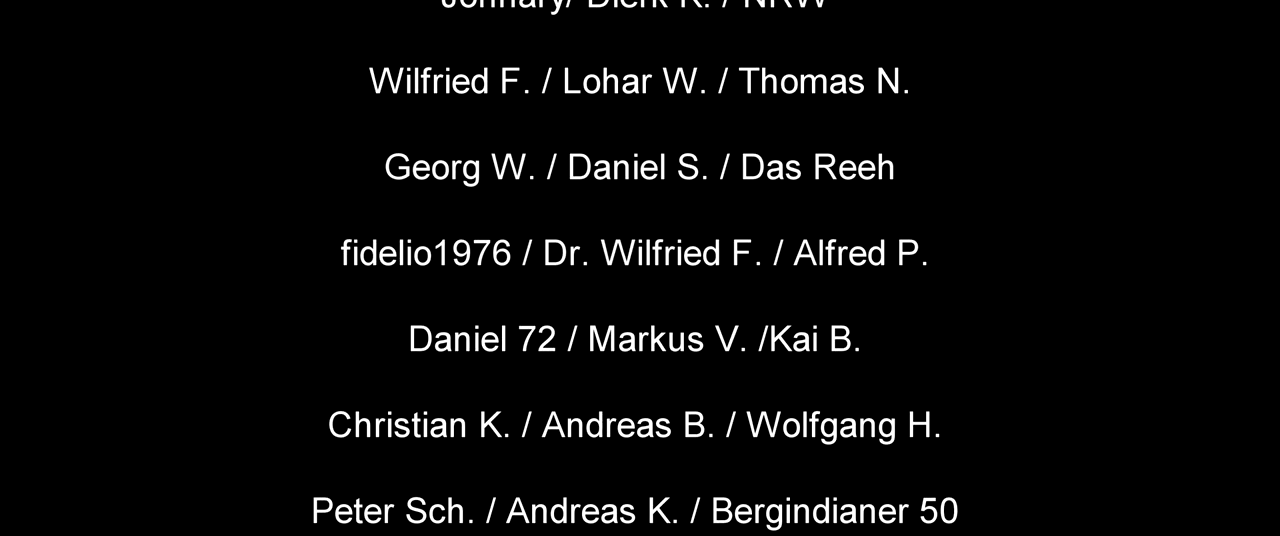 / NRW
Wilfried F. / Lohar W. / Thomas N.
Georg W. / Daniel S. / Das Reeh
fidelio1976 / Dr. Wilfried F. / Alfred P.
Daniel 72 / Markus V. /Kai B.
Christian K. / Andreas B. / Wolfgang H.
Peter Sch. / Andreas K. / Bergindianer 50